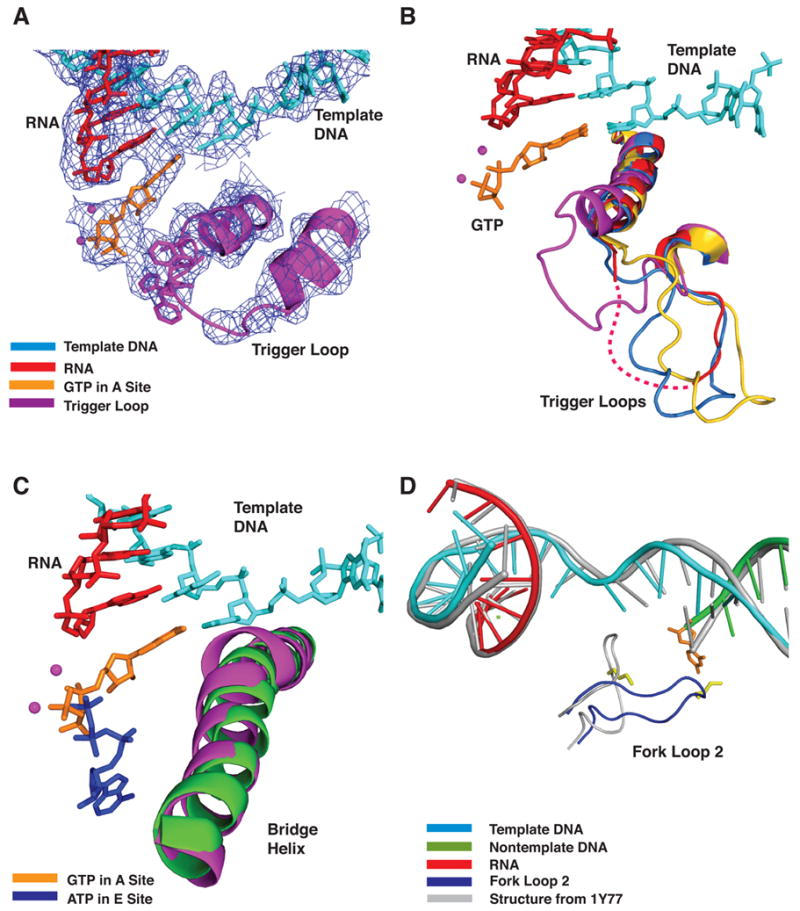 A
RNA
Template
DNA
Trigger Loop
Template DNA
RNA
GTP in A Site
Trigger Loop
B
RNA
Template
DNA
GTP
Trigger Loops
C
Template
DNA
RNA
Bridge
Helix
GTP in A Site
ATP in E Site
D
Fork Loop 2
Template DNA
Nontemplate DNA
RNA
Fork Loop 2
Structure from 1Y77